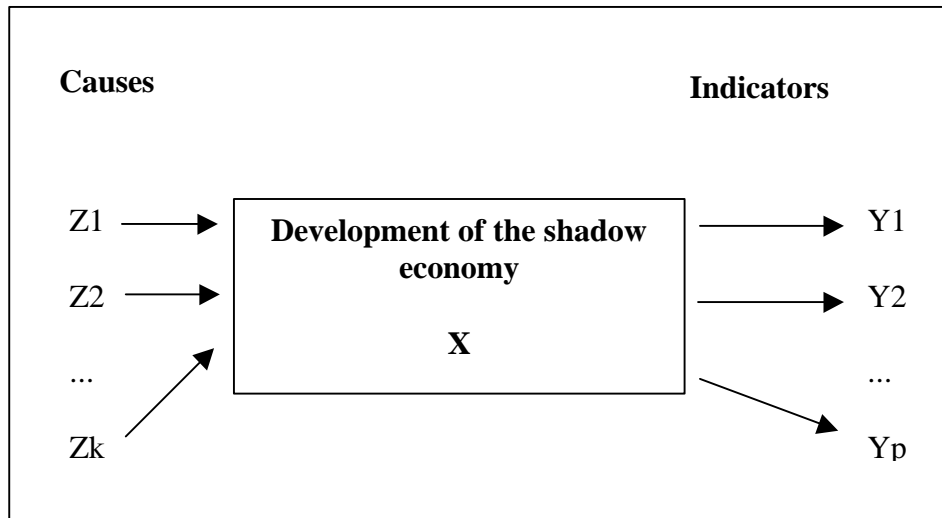 Causes
Indicators
Z1
Development of the shadow
economy
Y1
Z2
Y2
X
...
...
Zk
Yp